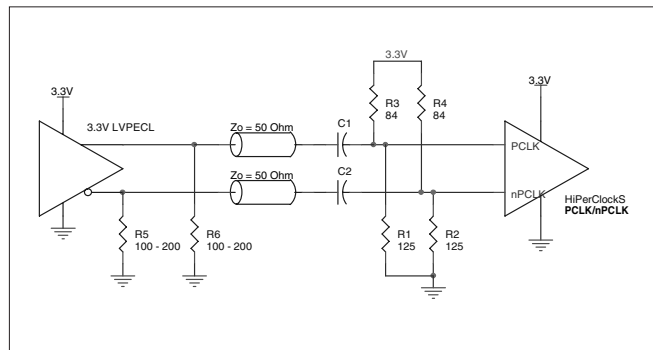 3.3V
3.3V
3.3V
R3
84
R4
84
3.3V LVPECL
Zo = 50 Ohm
C1
PCLK
Zo = 50 Ohm
C2
nPCLK
HiPerClockS
PCLK/nPCLK
R5
100 - 200
R6
100 - 200
R1
125
R2
125